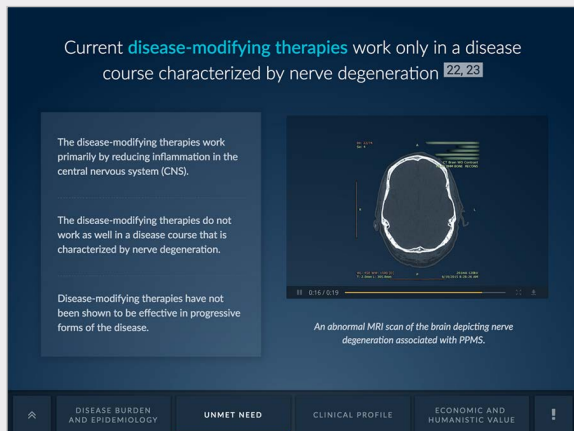 Current disease-modifying therapies work only in a disease
course characterized by nerve degeneration 22, 23
The disease-modifying therapies work
primarily by reducing inflammation in the
central nervous system (CNS).
The disease-modifying therapies do not
work as well in a disease course that is
characterized by nerve degeneration.
Disease-modifying therapies have not
been shown to be effective in progressive
forms of the disease.
0:16 / 0:19
An abnormal MRI scan of the brain depicting nerve
degeneration associated with PPMS.
DISEASE BURDEN
AND EPIDEMIOLOGY
UNMET NEED
CLINICAL PROFILE
ECONOMIC AND
HUMANISTIC VALUE
!